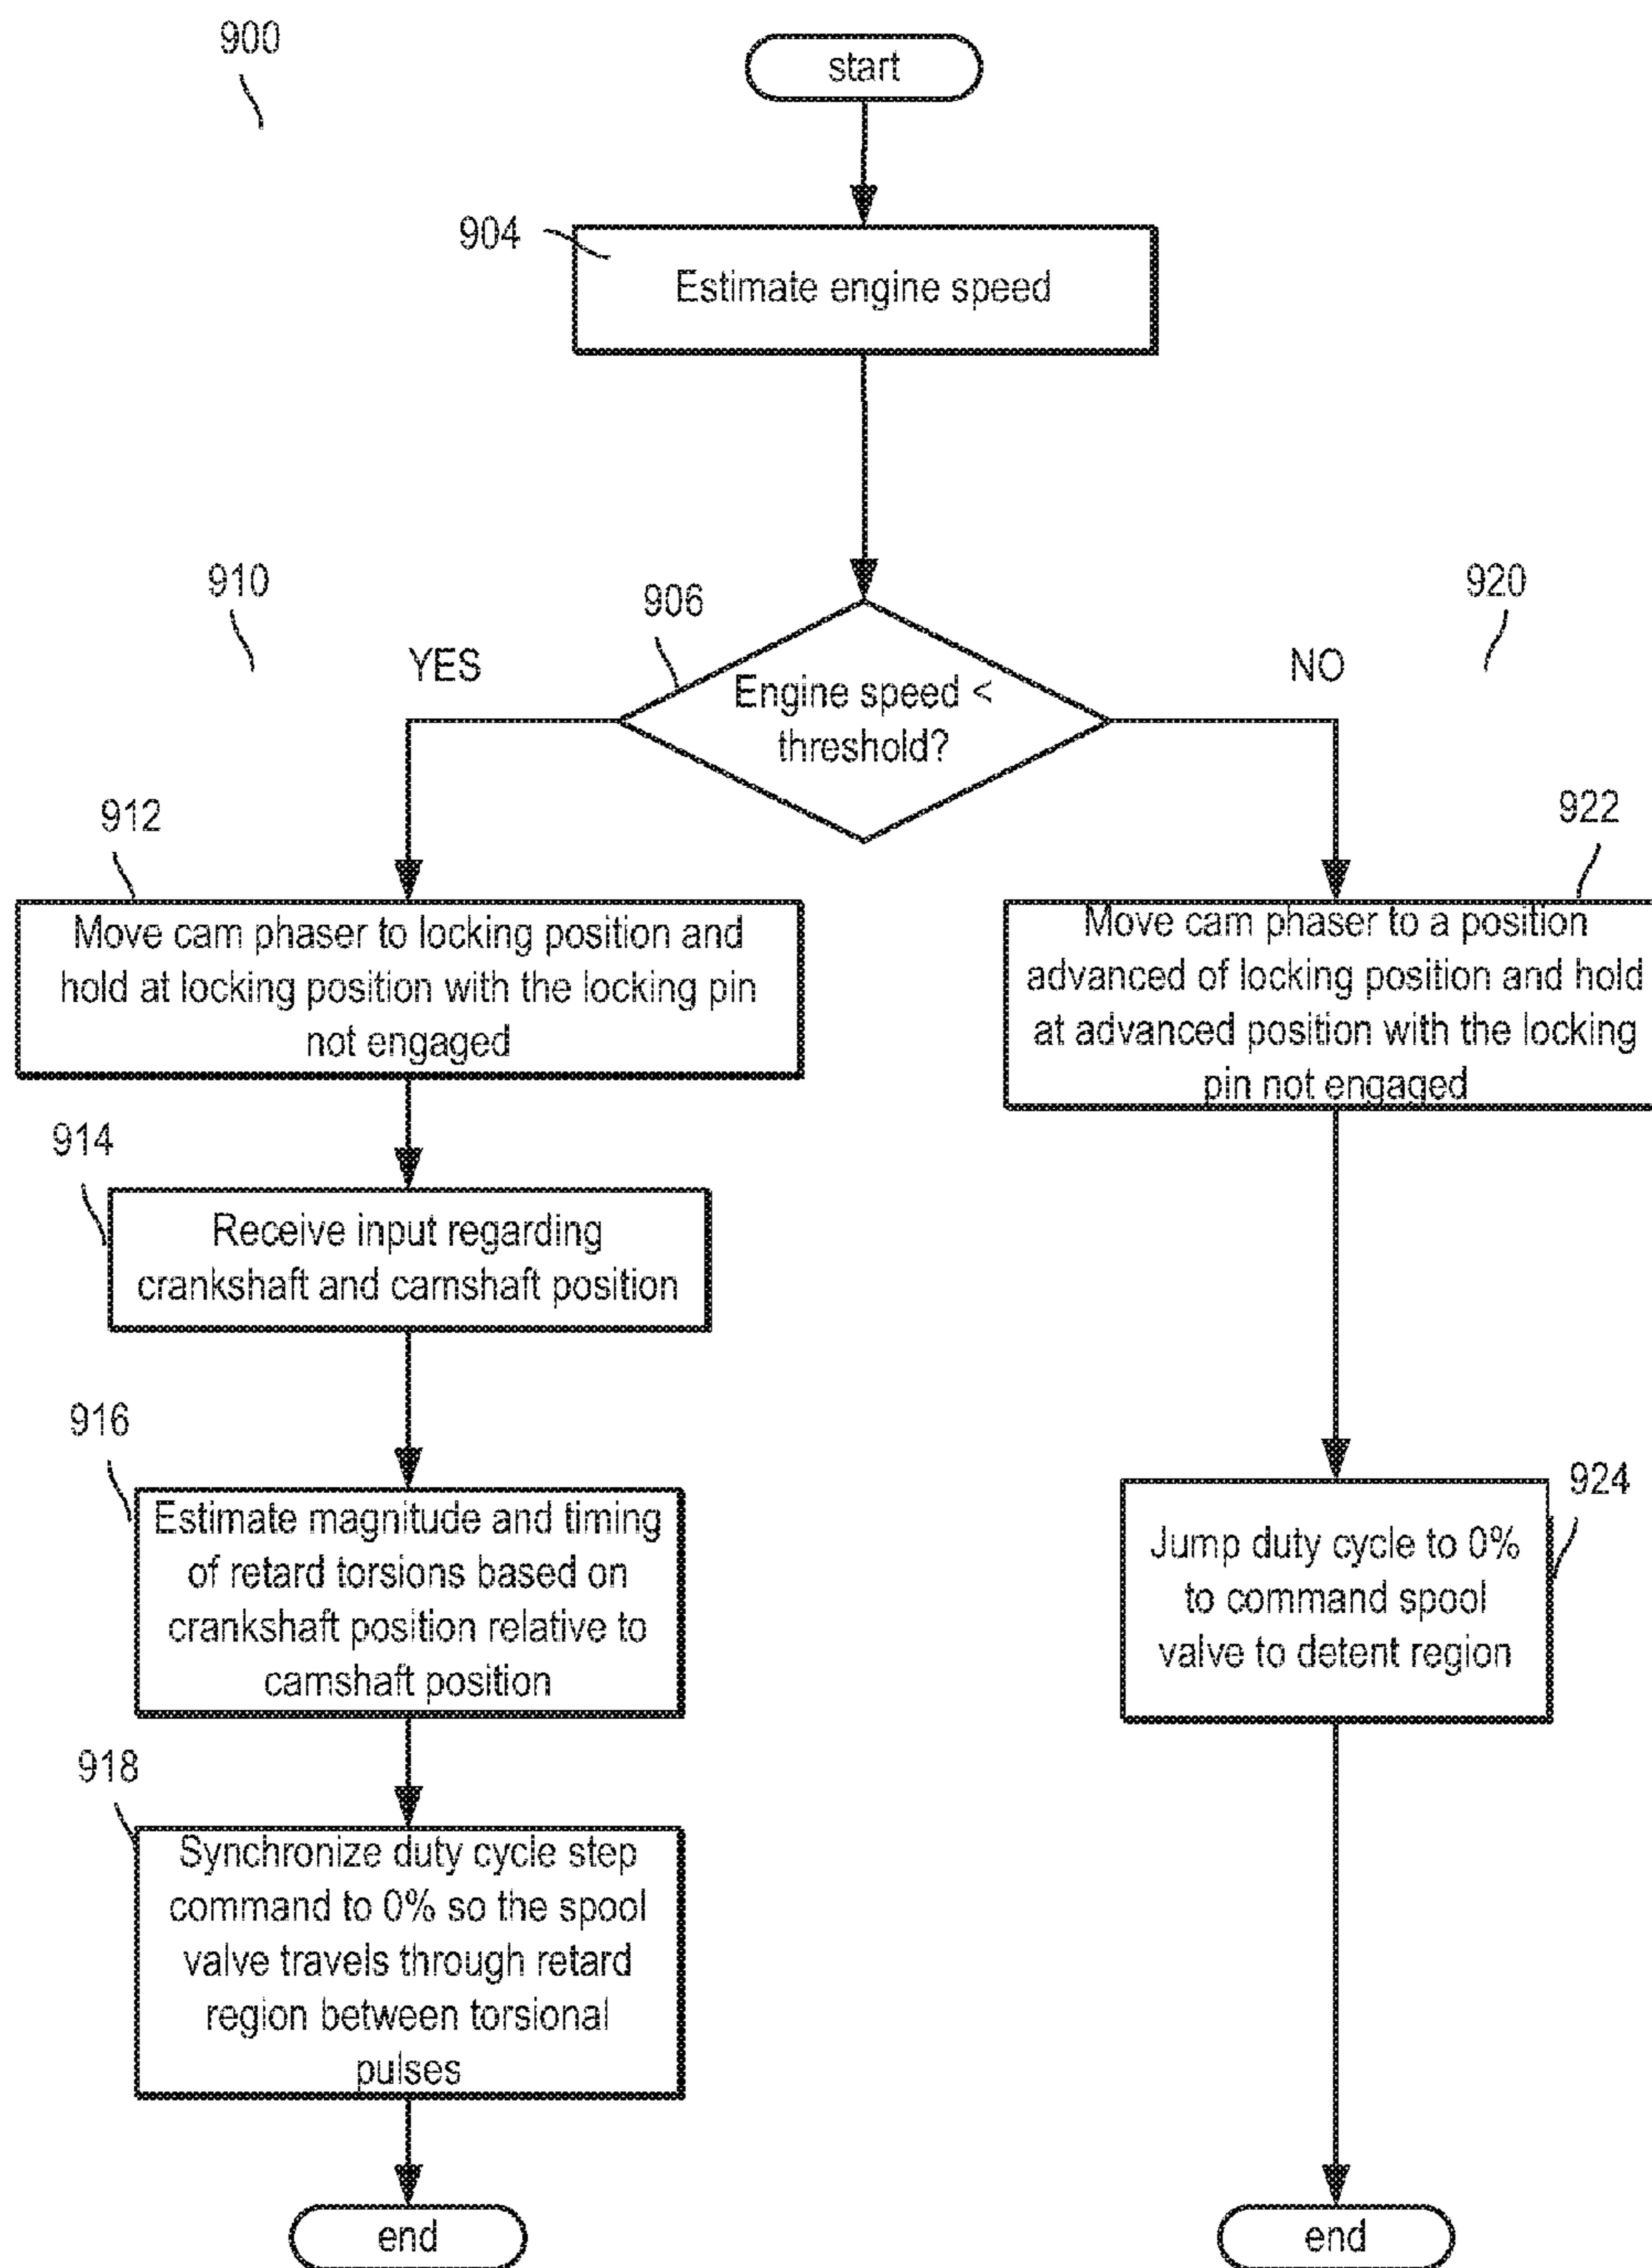 900
start
904
Estimate engine speed
910
906
920
YES
NO
Engine speed <
threshold?
912
922
Move cam phaser to locking position and
hold at locking position with the locking pin
not engaged
Move cam phaser to a position
advanced of locking position and hold
at advanced position with the locking
pin not engaged
914
Receive input regarding
crankshaft and camshaft position
916
Estimate magnitude and timing
of retard torsions based on
crankshaft position relative to
camshaft position
924
Jump duty cycle to 0%
to command spool
valve to detent region
918
Synchronize duty cycle step
command to 0% so the spool
valve travels through retard
region between torsional
pulses
end
end